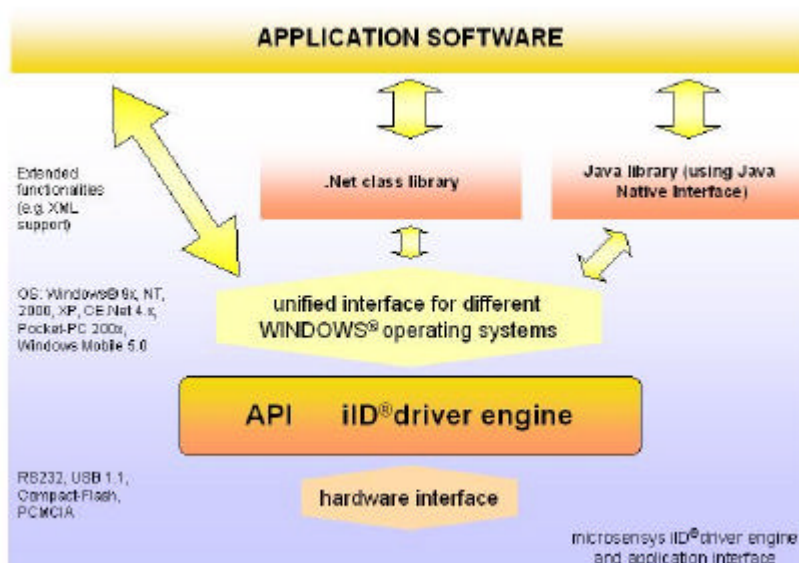 APPLICATION SOFTWARE
Extended
functionalities
(e.g. XML
support)
.Net class library
Java library (using Java
Native Interface)
OS: Windows® 9x, NT,
2000, XP, CE.Net 4.x,
Pocket-PC 200x,
Windows Mobile 5.0
unified interface for different
WINDOWS® operating systems
API iID® driver engine
RS232, USB 1.1,
Compact-Flash,
PCMCIA
hardware interface
microsensys iID® driver engine
and application interface